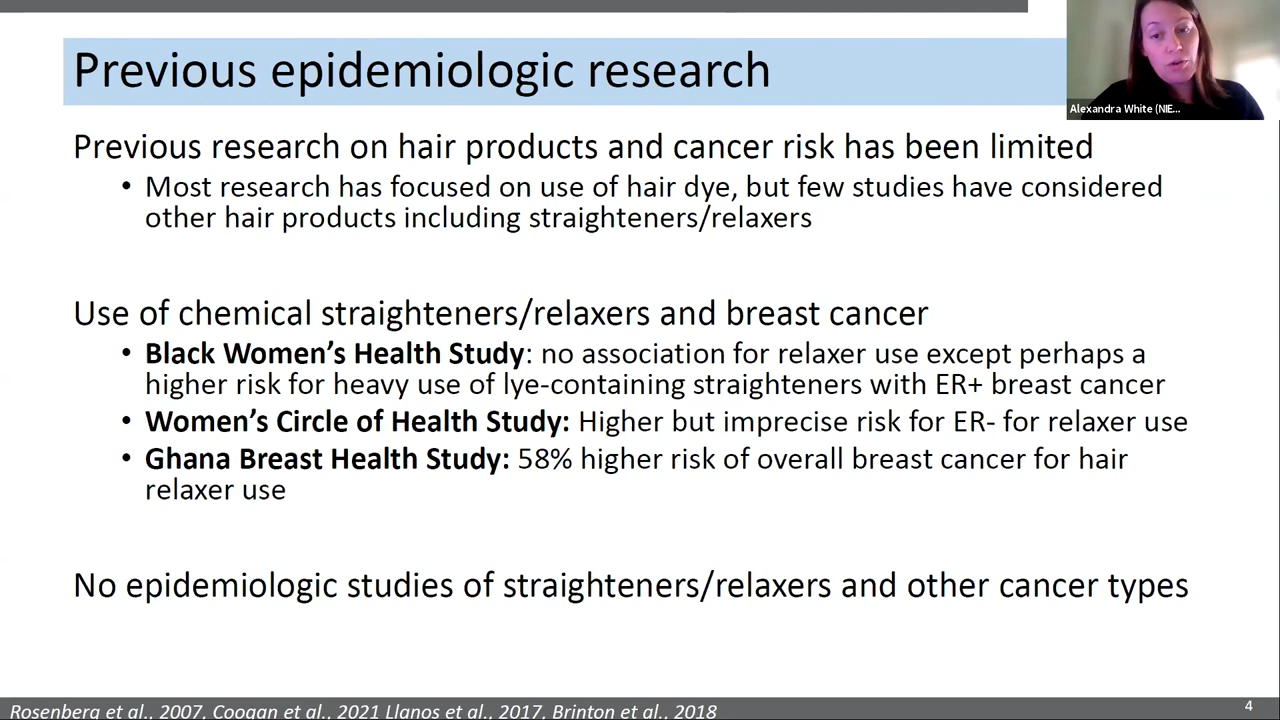 Previous epidemiologic research
Alexandra White (NIE...
Previous research on hair products and cancer risk has been limited
• Most research has focused on use of hair dye, but few studies have considered
other hair products including straighteners/relaxers
Use of chemical straighteners/relaxers and breast cancer
• Black Women’s Health Study: no association for relaxer use except perhaps a
higher risk for heavy use of lye-containing straighteners with ER+ breast cancer
• Women’s Circle of Health Study: Higher but imprecise risk for ER- for relaxer use
• Ghana Breast Health Study: 58% higher risk of overall breast cancer for hair
relaxer use
No epidemiologic studies of straighteners/relaxers and other cancer types
Rosenberg et al., 2007, Coogan et al., 2021 Llanos et al., 2017, Brinton et al., 2018
4